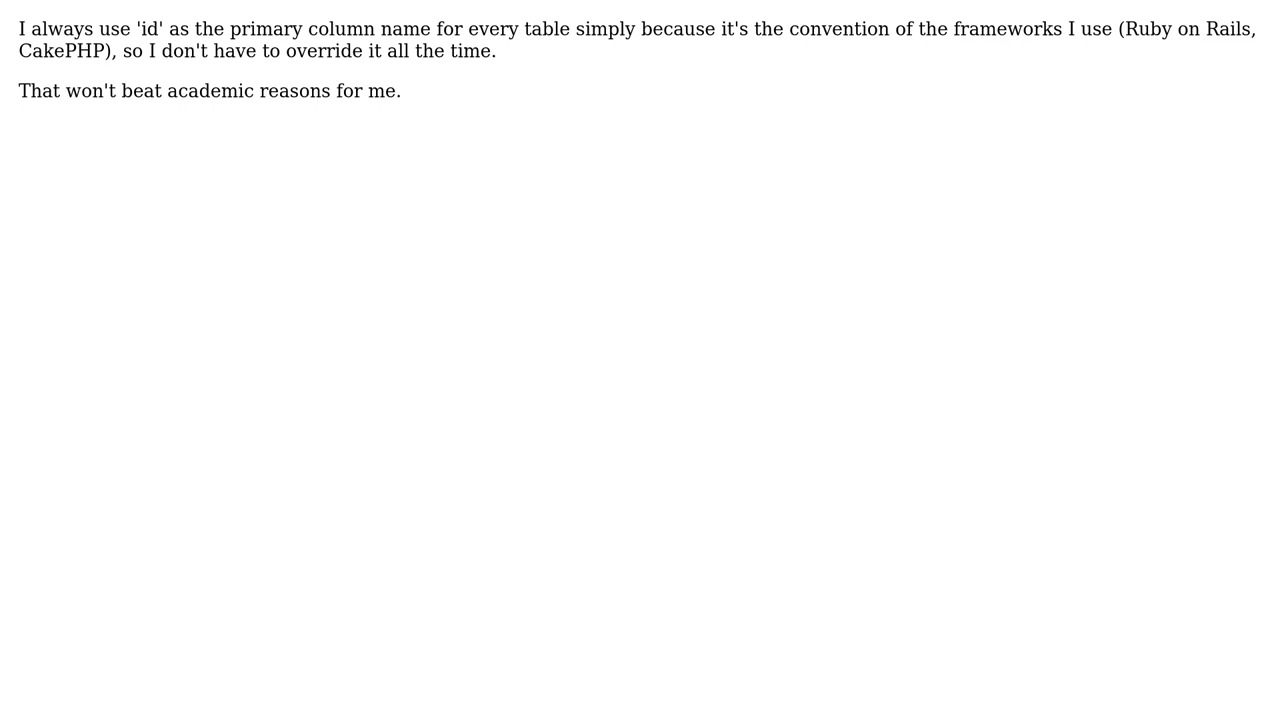 I always use 'id' as the primary column name for every table simply because it's the convention of the frameworks I use (Ruby on Rails,
CakePHP), so I don't have to override it all the time.
That won't beat academic reasons for me.